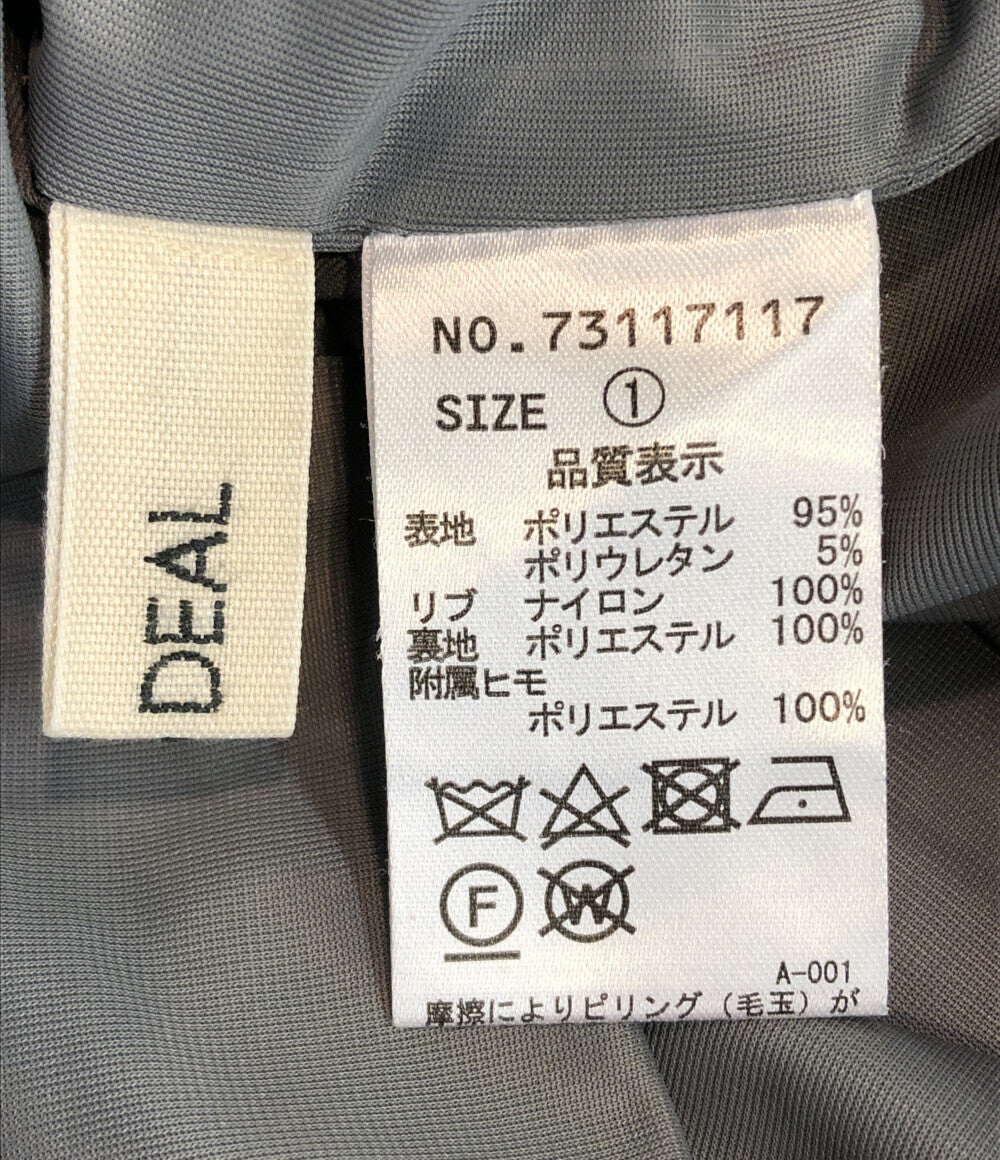 DEAL
NO.73117117
SIZE ①
品質表示
表地 ポリエステル 95%
ポリウレタン 5%
リブ ナイロン 100%
裏地 ポリエステル 100%
附属ヒモ
ポリエステル 100%
F W
A-001
摩擦によりピリング（毛玉）が